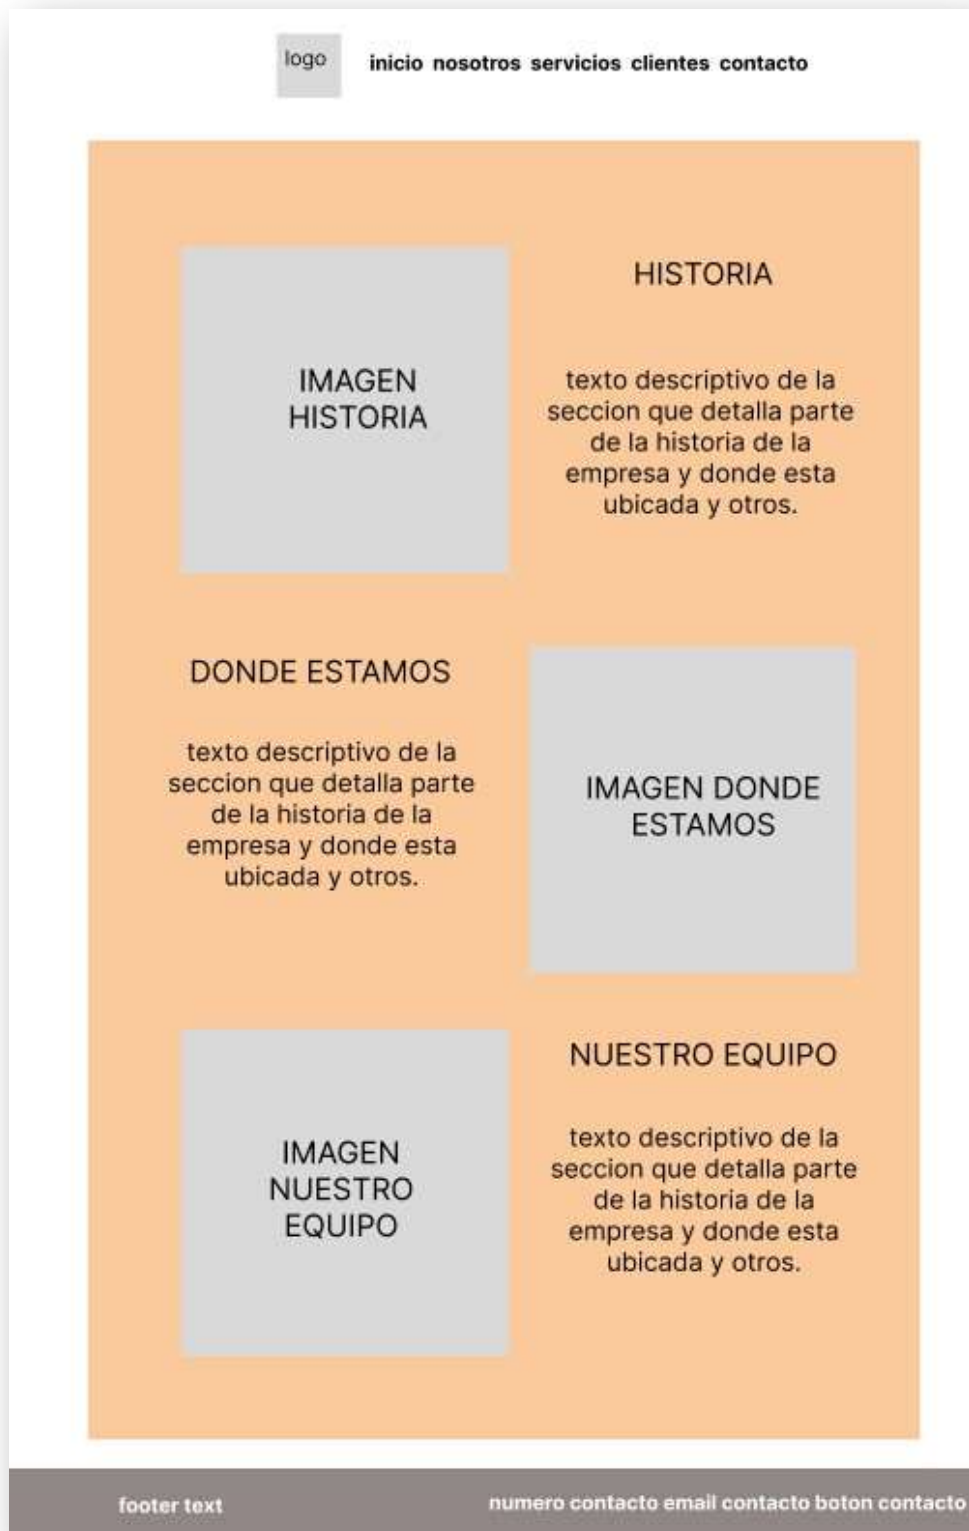 logo
inicio nosotros servicios clientes contacto
IMAGEN
HISTORIA
HISTORIA
texto descriptivo de la
seccion que detalla parte
de la historia de la
empresa y donde esta
ubicada y otros.
DONDE ESTAMOS
texto descriptivo de la
seccion que detalla parte
de la historia de la
empresa y donde esta
ubicada y otros.
IMAGEN DONDE
ESTAMOS
IMAGEN
NUESTRO
EQUIPO
NUESTRO EQUIPO
texto descriptivo de la
seccion que detalla parte
de la historia de la
empresa y donde esta
ubicada y otros.
footer text
numero contacto email contacto boton contacto